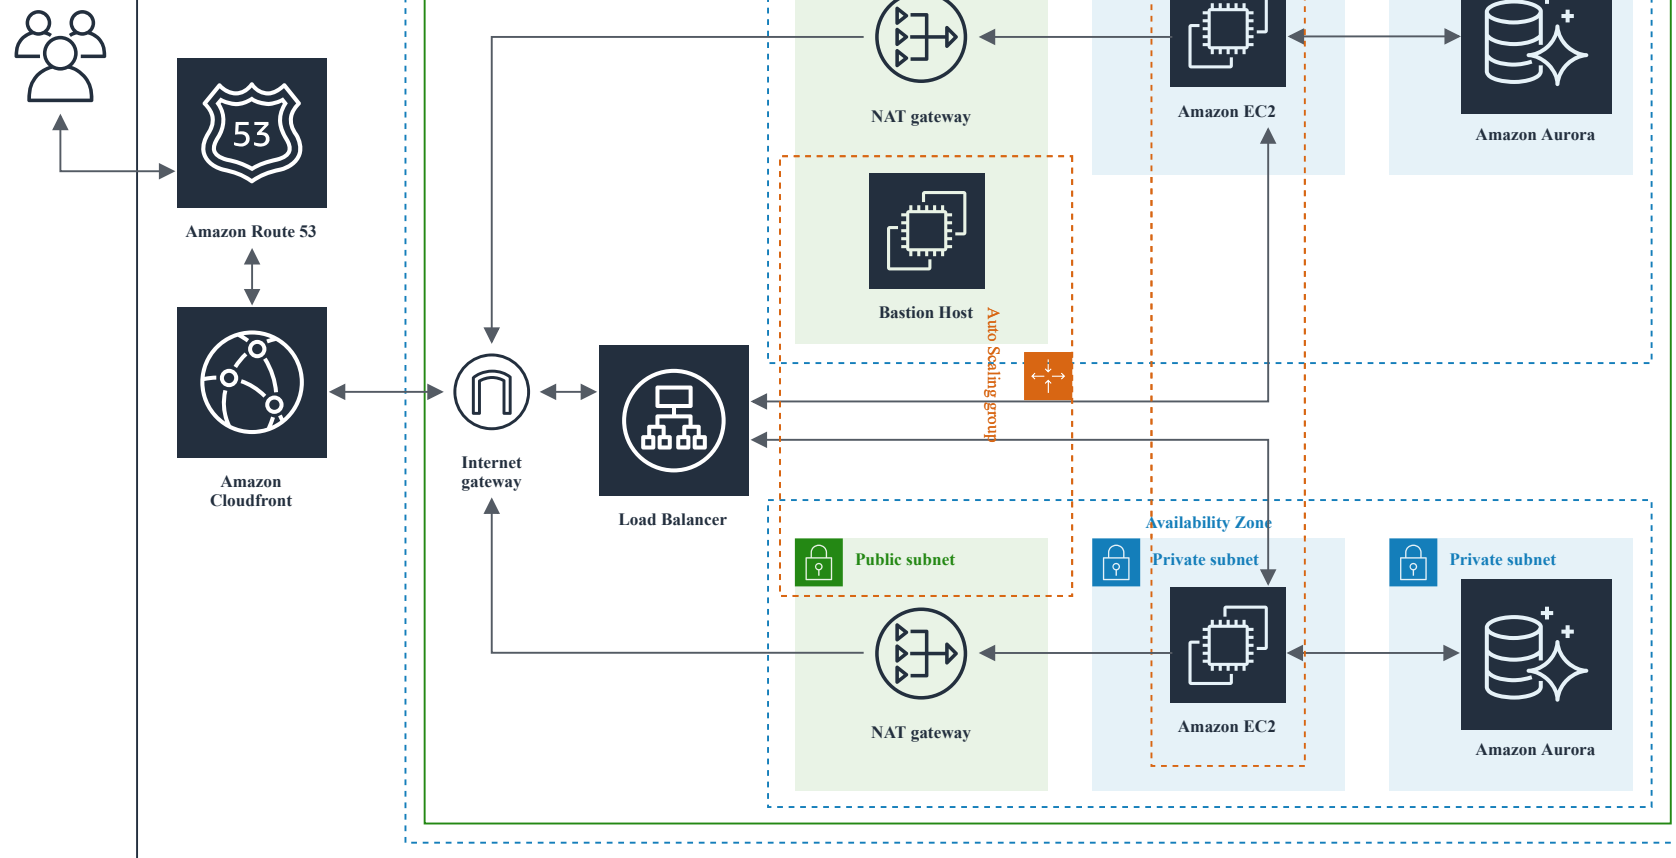 53
Amazon Route 53
Amazon
Cloudfront
Internet
gateway
Load Balancer
NAT gateway
Amazon EC2
Amazon Aurora
Bastion Host
Auto Scaling group
Availability Zone
Public subnet
Private subnet
Private subnet
NAT gateway
Amazon EC2
Amazon Aurora